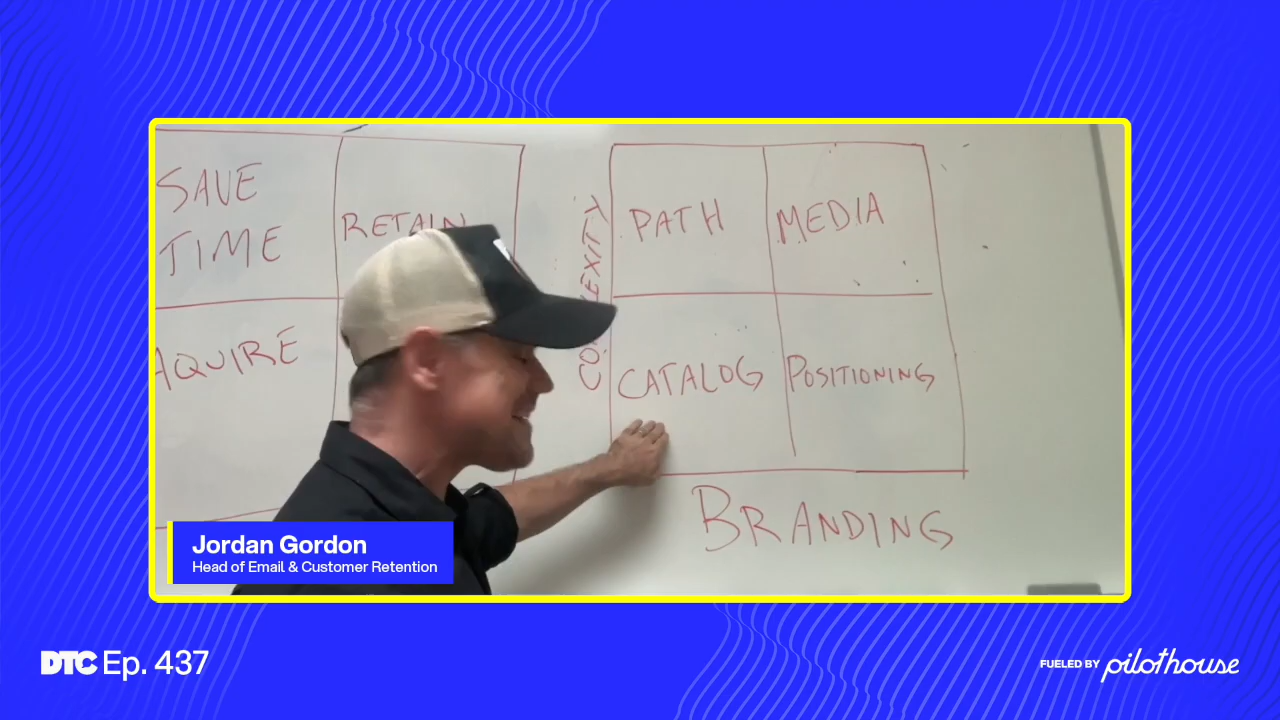 SAVE
TIME
RETAIN
AQUIRE
COMPLEXITY
PATH
MEDIA
CATALOG
POSITIONING
BRANDING
Jordan Gordon
Head of Email & Customer Retention
DTC Ep. 437
FUELED BY pilothouse